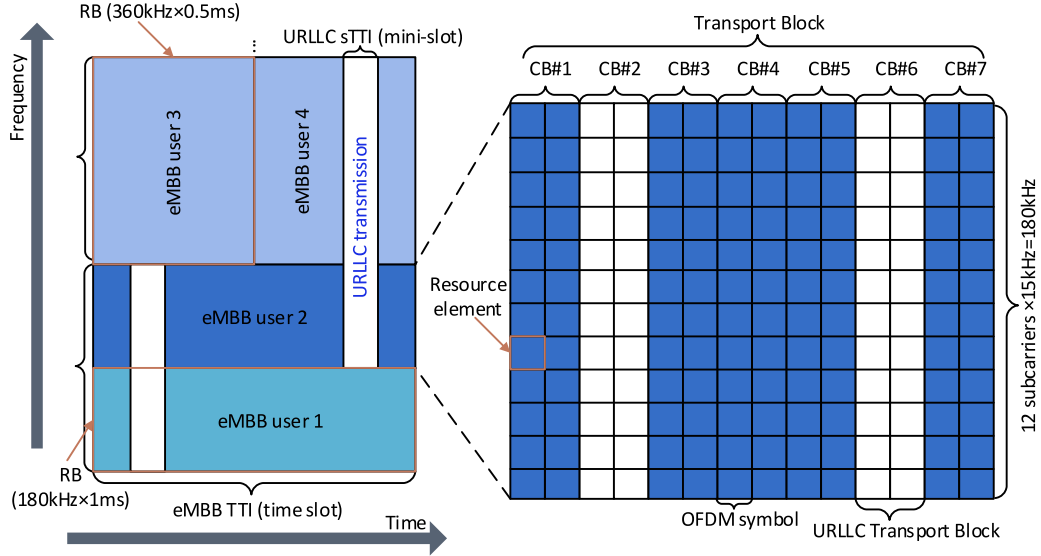 RB (360kHz×0.5ms)
...
URLLC sTTI (mini-slot)
Frequency
eMBB user 3
eMBB user 4
URLLC transmission
eMBB user 2
eMBB user 1
RB
(180kHz×1ms)
eMBB TTI (time slot)
Time
Transport Block
CB#1 CB#2 CB#3 CB#4 CB#5 CB#6 CB#7
Resource
element
12 subcarriers ×15kHz=180kHz
OFDM symbol
URLLC Transport Block